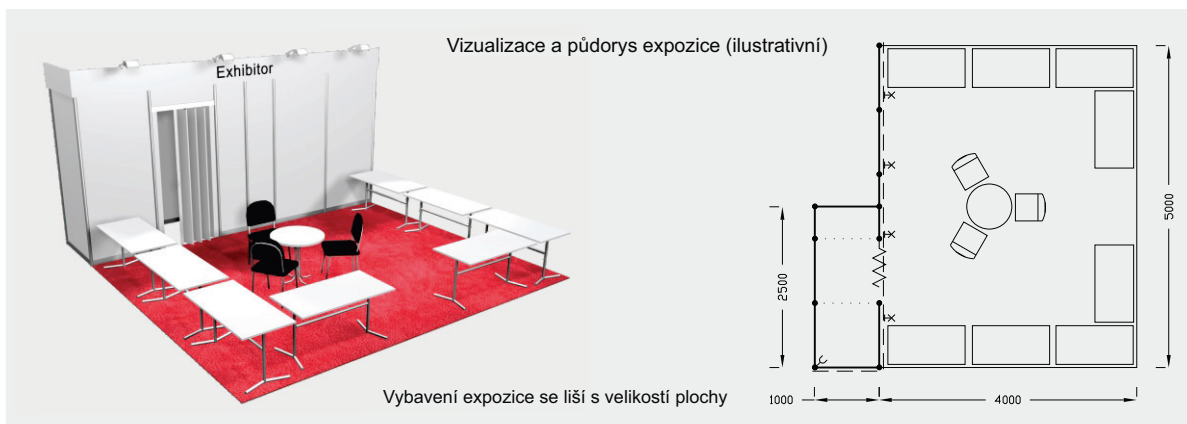 Vizualizace a půdorys expozice (ilustrativní)
Exhibitor
5000
2500
Vybavení expozice se liší s velikostí plochy
1000
4000